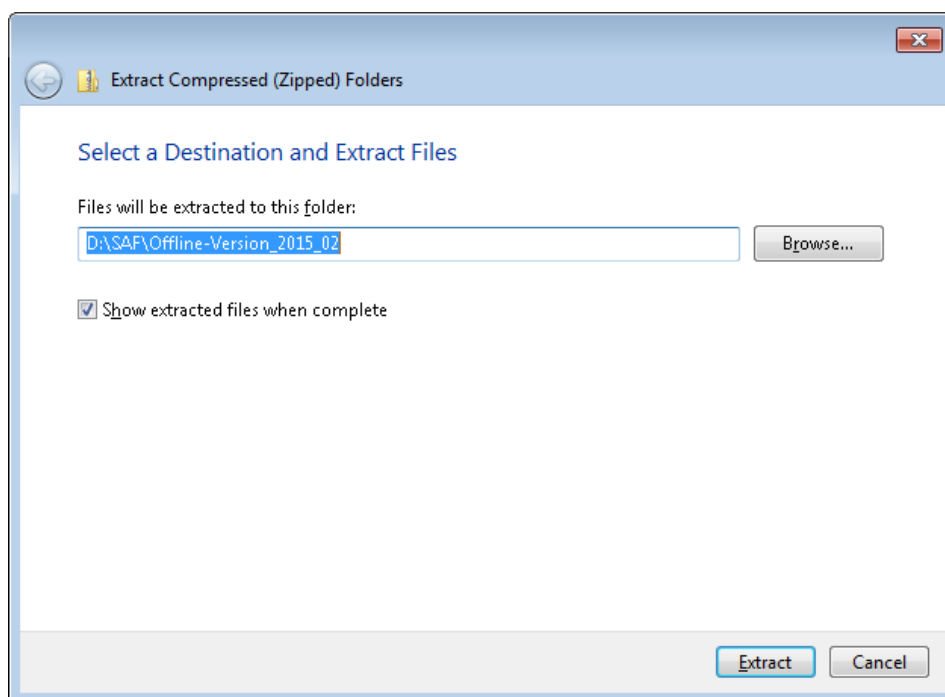 Extract Compressed (Zipped) Folders
Select a Destination and Extract Files
Files will be extracted to this folder:
D:\SAF\Offline-Version_2015_02
Browse...
Show extracted files when complete
Extract
Cancel